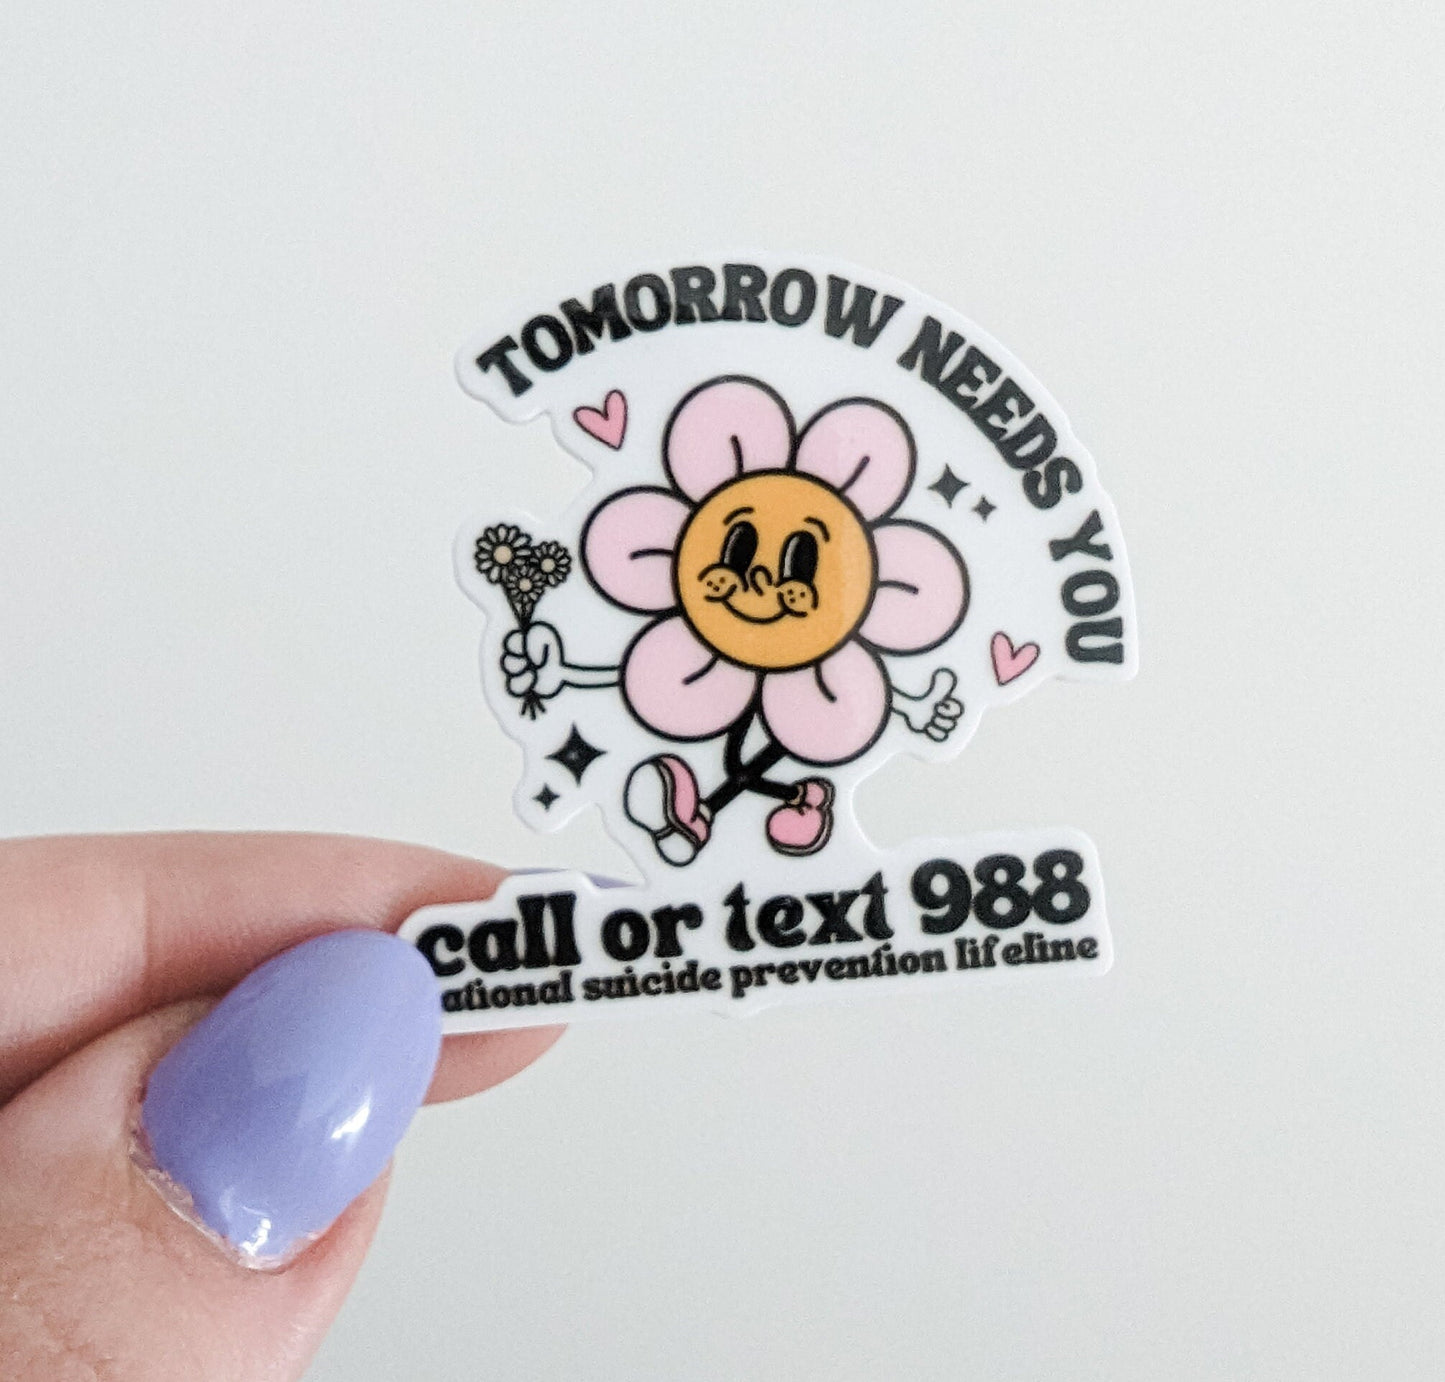 TOMORROW NEEDS YOU
call or text 988
ational suicide prevention lifeline